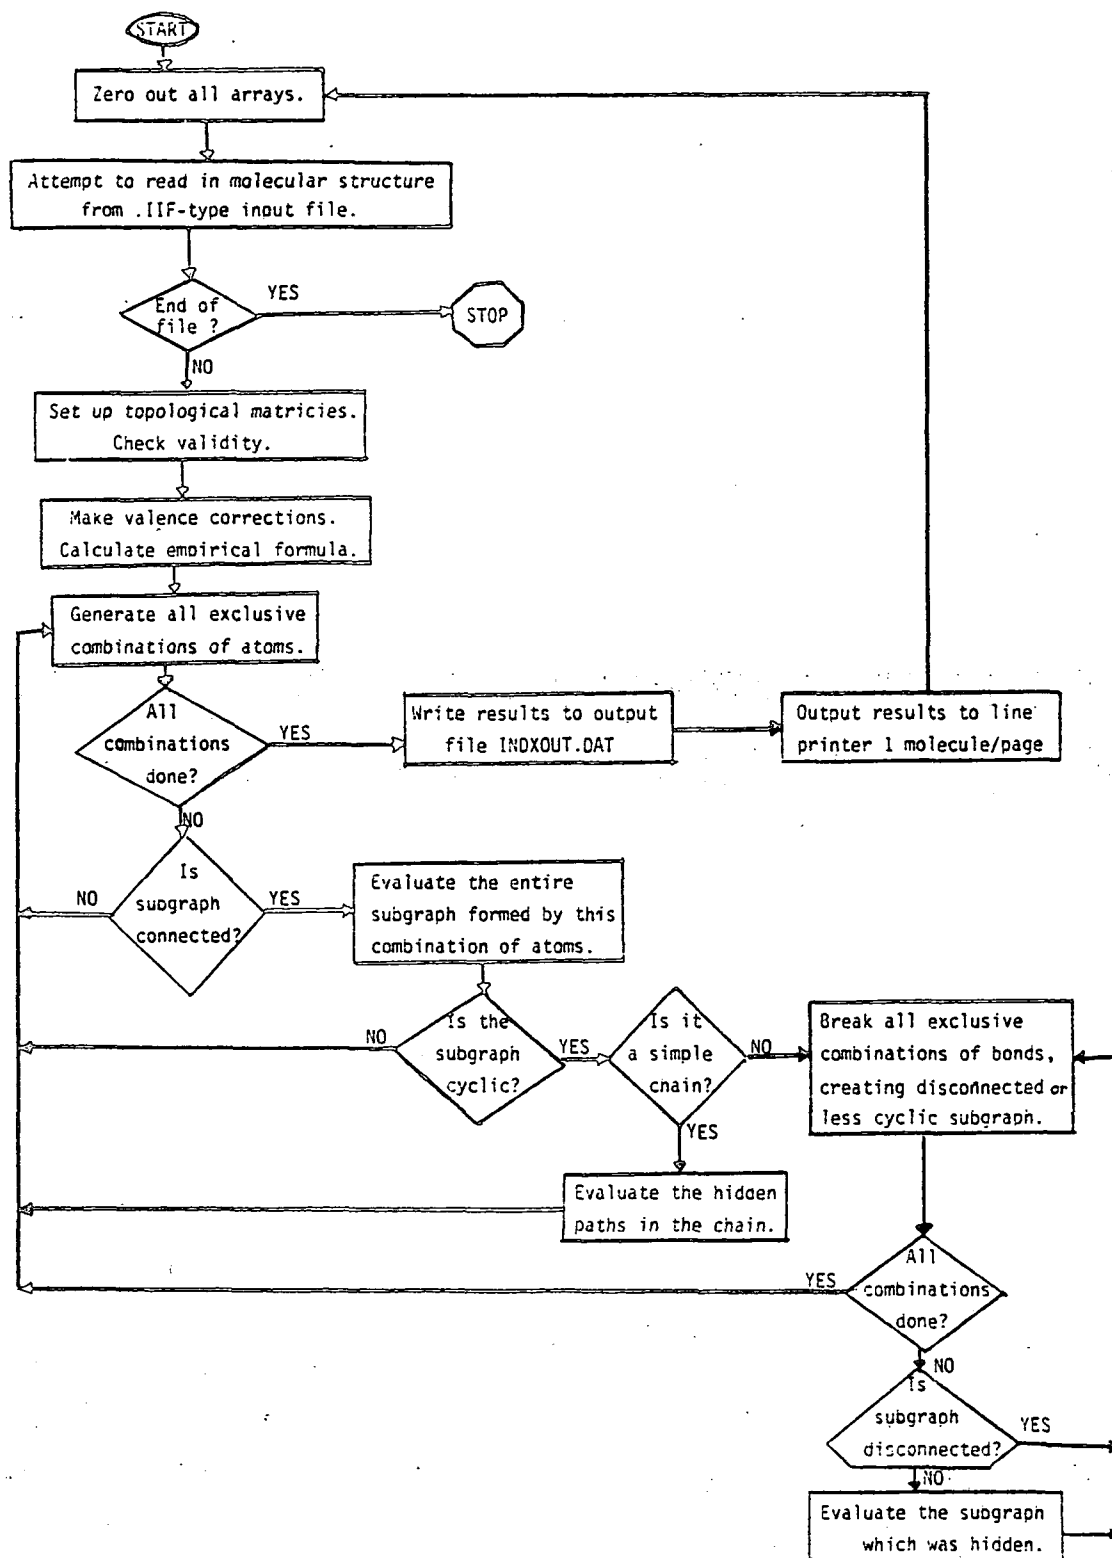 START
Zero out all arrays.
Attempt to read in molecular structure
from .IIF-type input file.
End of
file ?
YES
STOP
NO
Set up topological matricies.
Check validity.
Make valence corrections.
Calculate empirical formula.
Generate all exclusive
combinations of atoms.
All
combinations
done?
YES
Write results to output
file INDXOUT.DAT
Output results to line
printer 1 molecule/page
NO
Is
subgraph
connected?
NO
YES
Evaluate the entire
subgraph formed by this
combination of atoms.
Is the
subgraph
cyclic?
NO
YES
Is it
a simple
chain?
NO
Break all exclusive
combinations of bonds,
creating disconnected or
less cyclic subgraph.
YES
Evaluate the hidden
paths in the chain.
All
combinations
done?
YES
NO
Is
subgraph
disconnected?
YES
NO
Evaluate the subgraph
which was hidden.